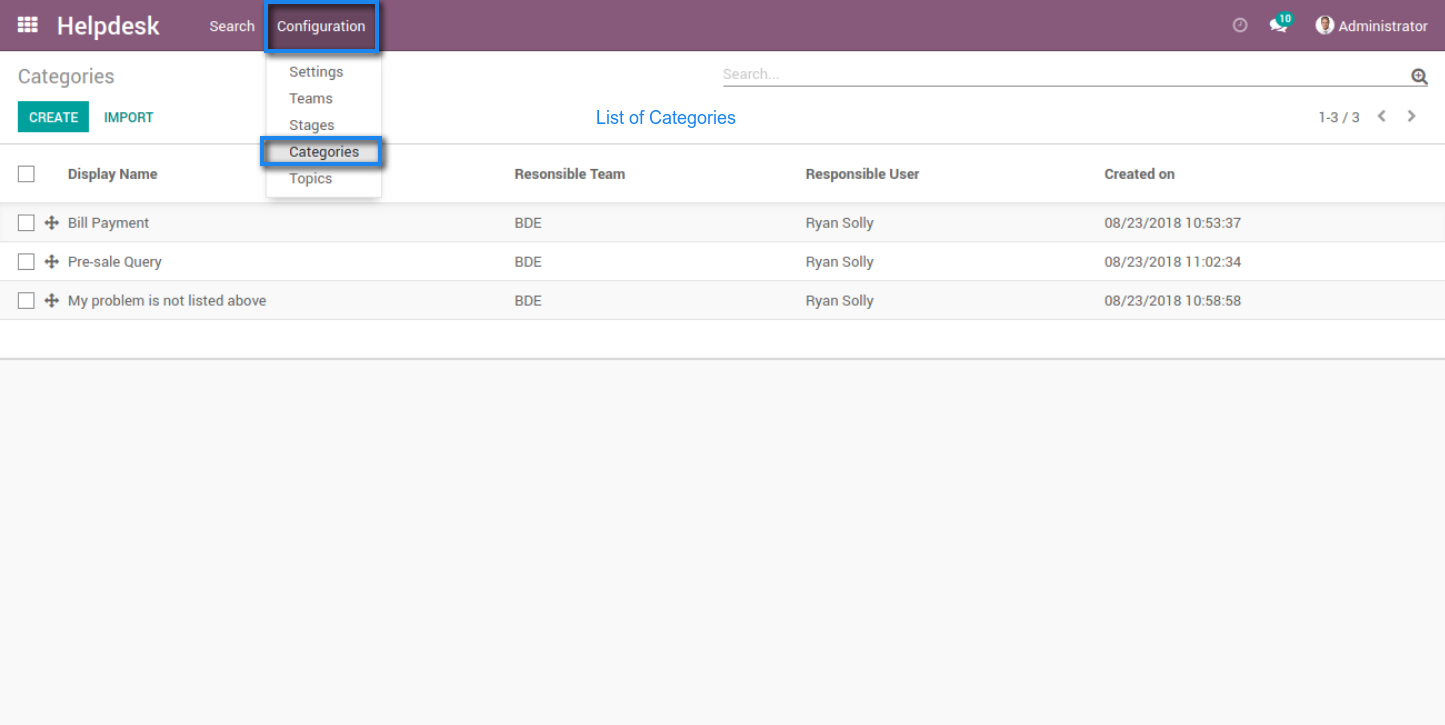 Helpdesk Search Configuration 10 Administrator
Categories
Search...
Settings
Teams
Stages
Categories
Topics
CREATE IMPORT
List of Categories
1-3 / 3
Display Name Resonsible Team Responsible User Created on
Bill Payment BDE Ryan Solly 08/23/2018 10:53:37
Pre-sale Query BDE Ryan Solly 08/23/2018 11:02:34
My problem is not listed above BDE Ryan Solly 08/23/2018 10:58:58